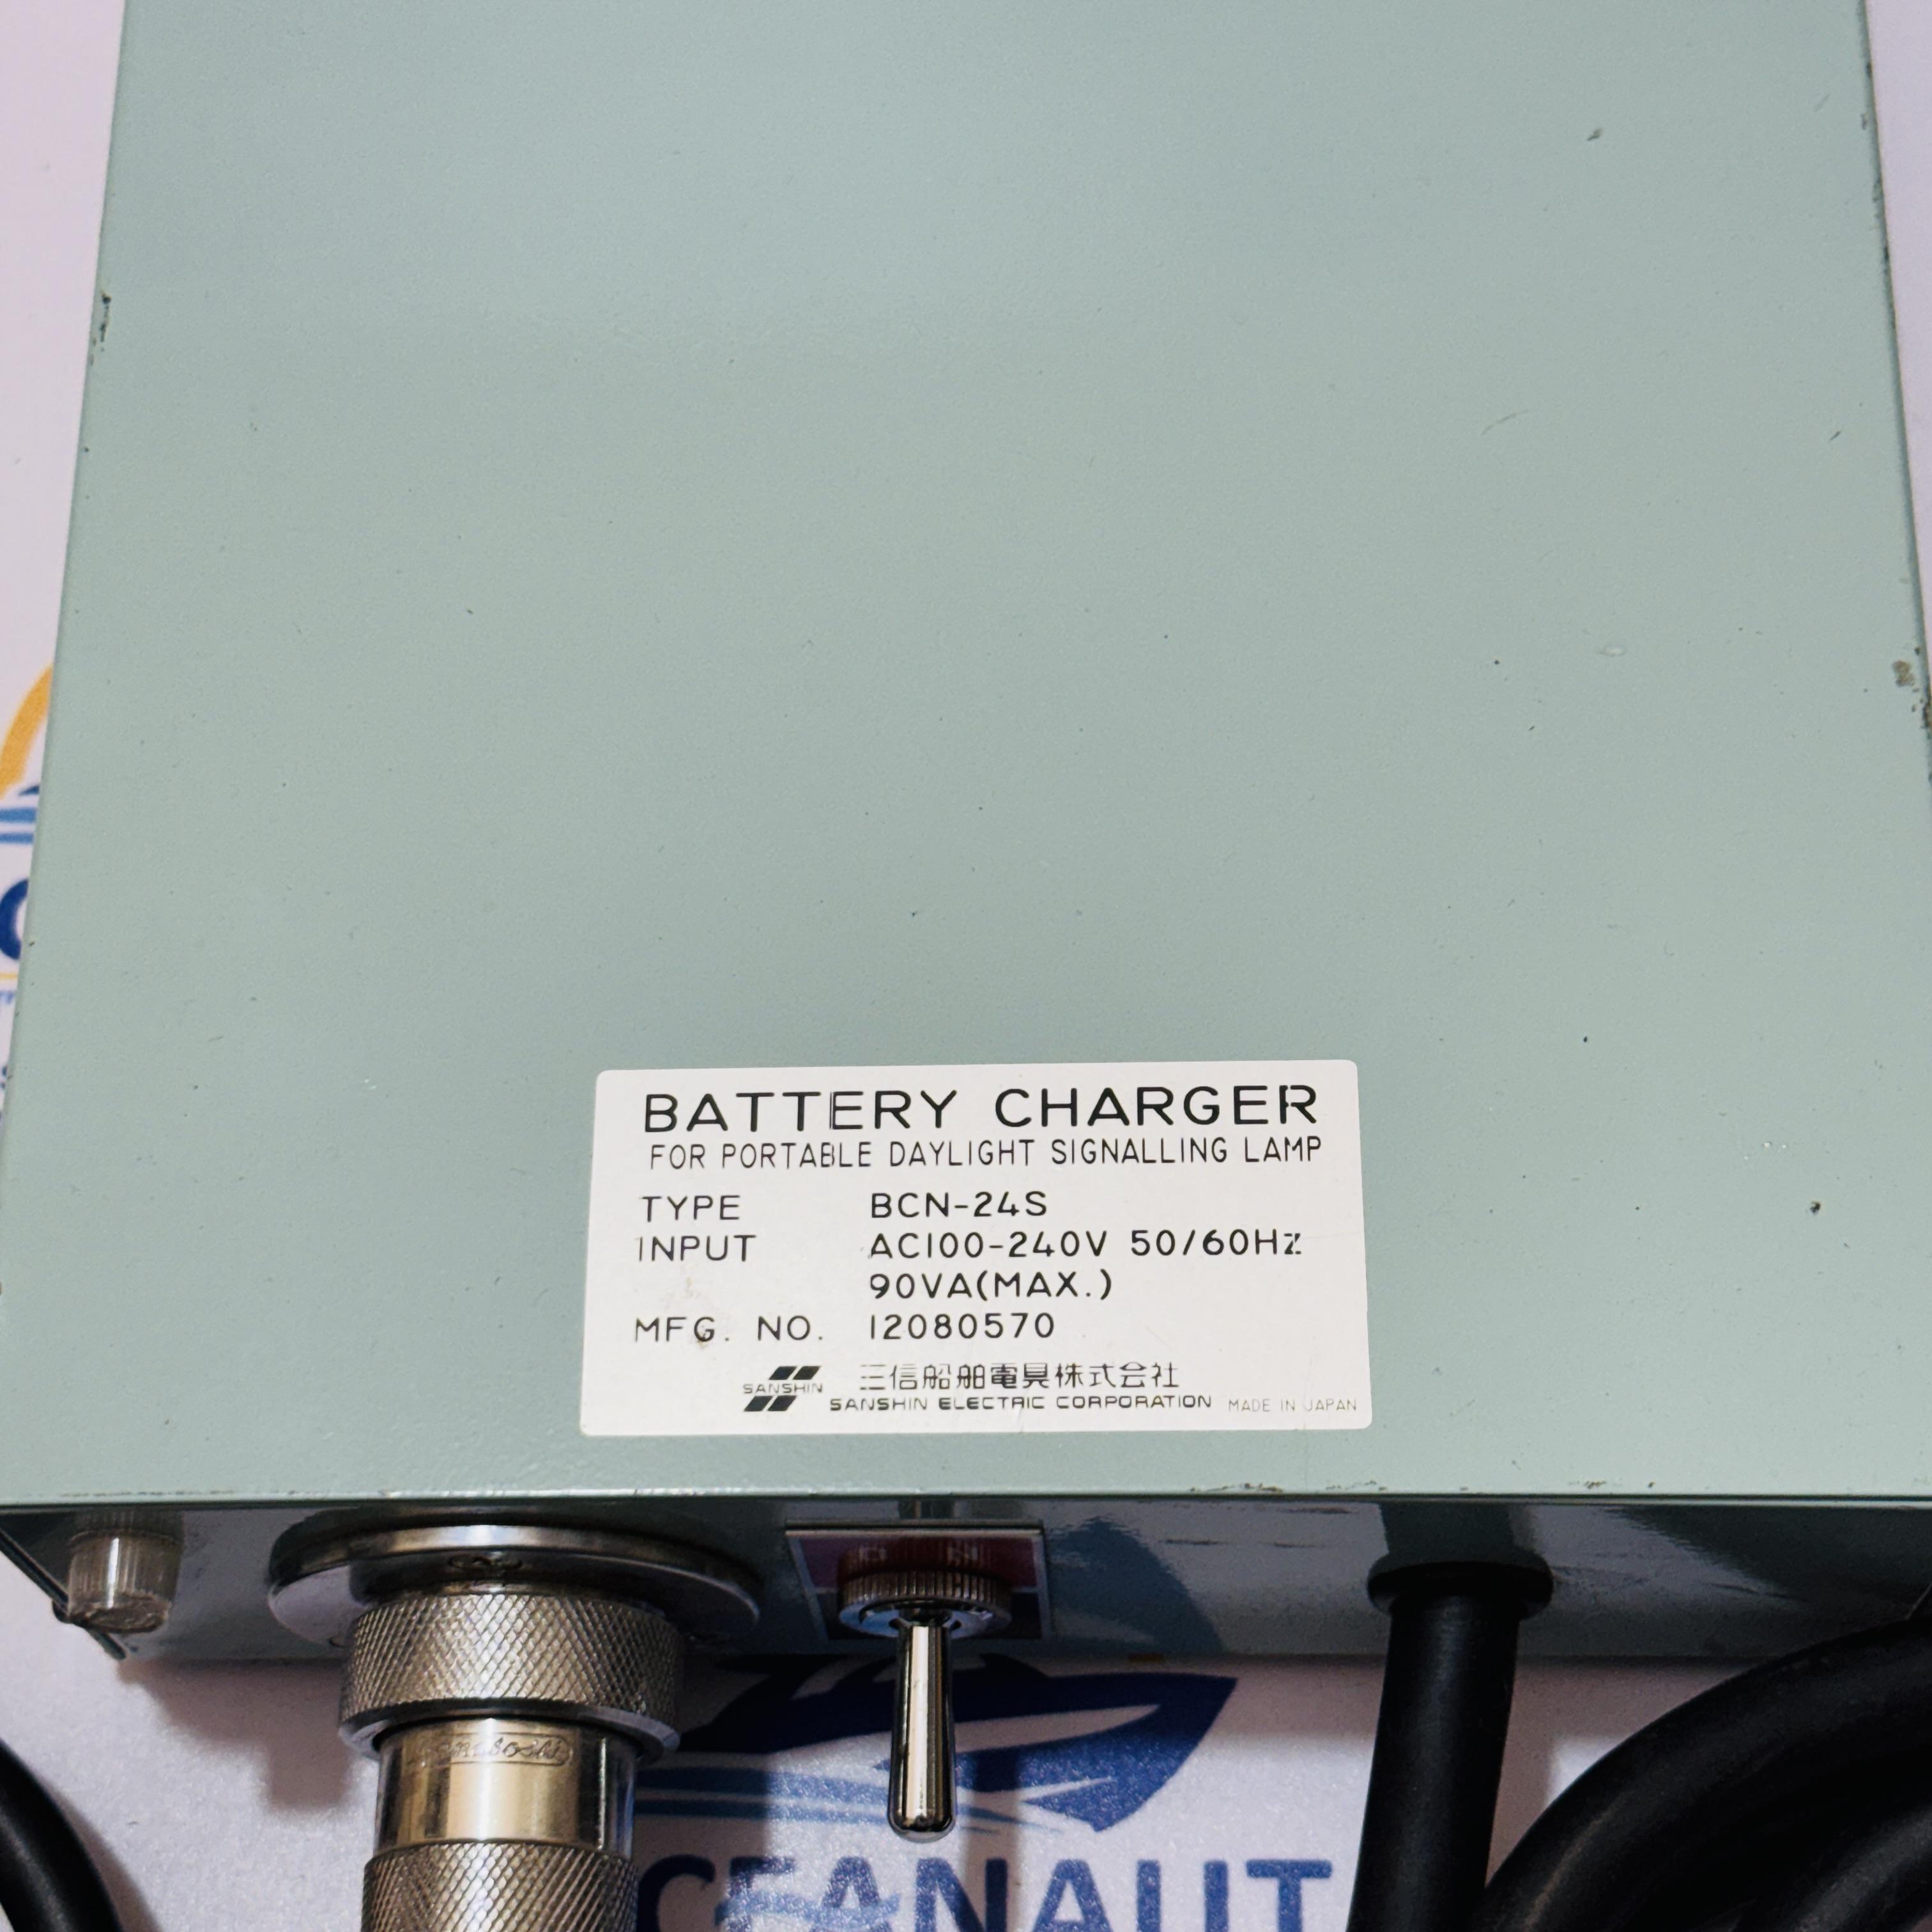 BATTERY CHARGER
FOR PORTABLE DAYLIGHT SIGNALLING LAMP
TYPE BCN-24S
INPUT AC100-240V 50/60Hz
90VA(MAX.)
MFG. NO. 12080570
SANSHIN 三信船舶電具株式会社
SANSHIN ELECTRIC CORPORATION MADE IN JAPAN